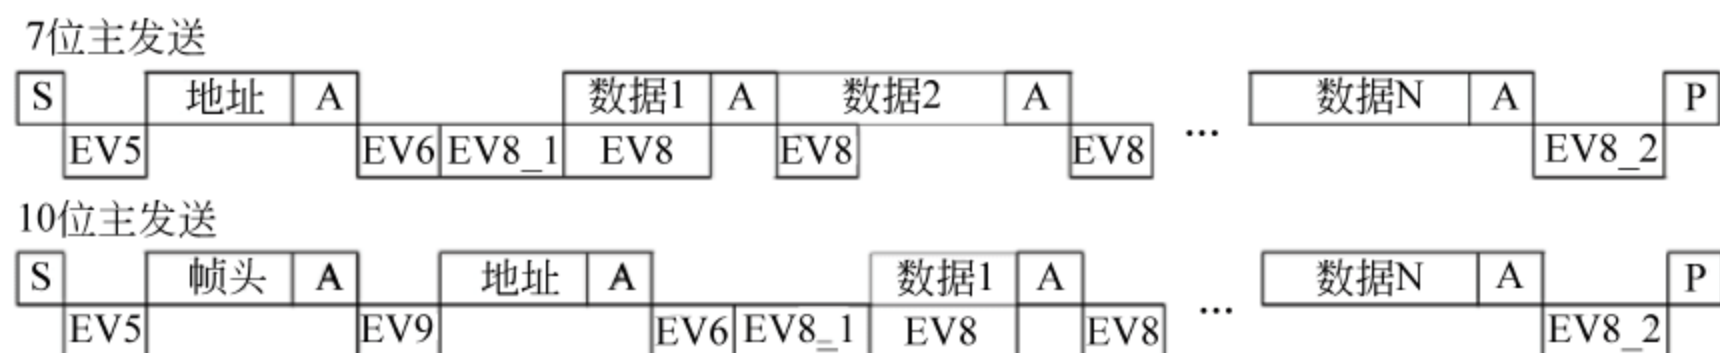 7位主发送
S 地址 A 数据1 A 数据2 A ... 数据N A P
EV5 EV6 EV8_1 EV8 EV8 EV8 EV8_2
10位主发送
S 帧头 A 地址 A 数据1 A ... 数据N A P
EV5 EV9 EV6 EV8_1 EV8 EV8 EV8_2